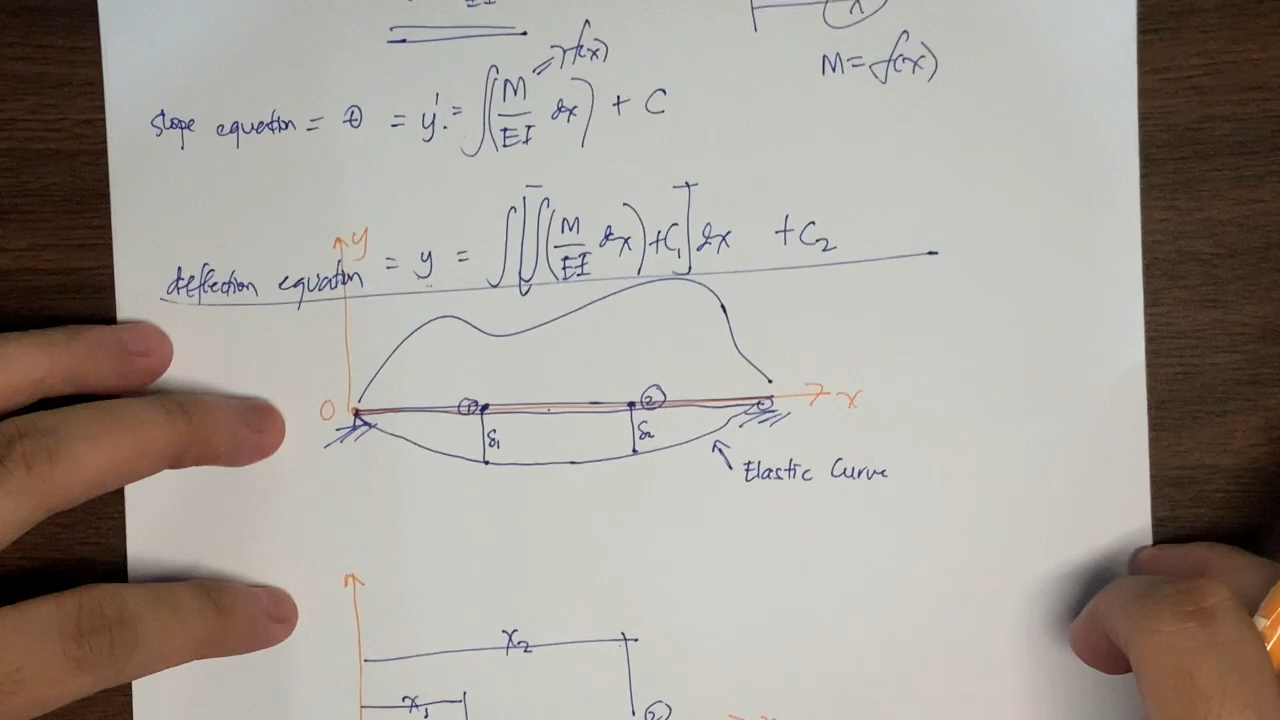 EI
x
M = f(x)
=> f(x)
slope equation = θ = y' = ∫(M/EI dx) + C
deflection equation = y = ∫[∫(M/EI dx) + C₁] dx + C₂
y
0 ① ② x
δ₁ δ₂
Elastic Curve
x₂
x₁ ②